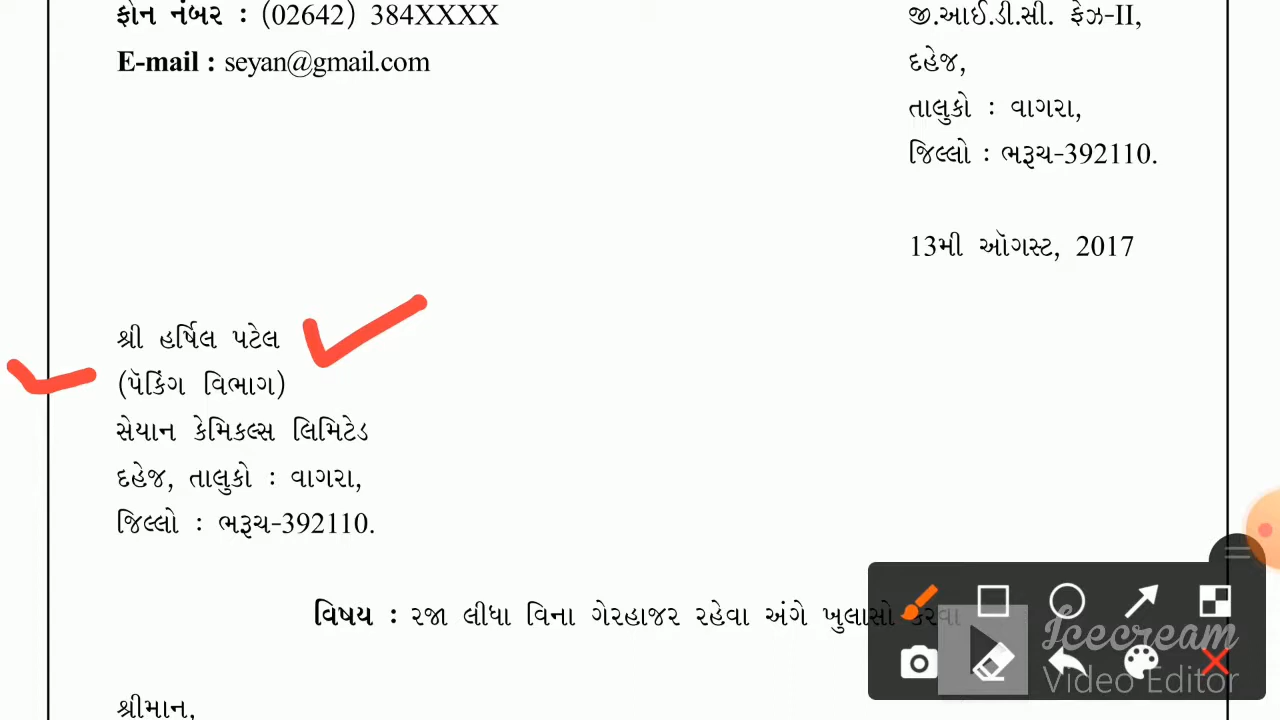 ફોન નંબર : (02642) 384XXXX
E-mail : seyan@gmail.com
જી.આઈ.ડી.સી. ફેઝ-II,
દહેજ,
તાલુકો : વાગરા,
જિલ્લો : ભરૂચ-392110.
13મી ઑગસ્ટ, 2017
શ્રી હર્ષિલ પટેલ
(પૅકિંગ વિભાગ)
સેયાન કેમિકલ્સ લિમિટેડ
દહેજ, તાલુકો : વાગરા,
જિલ્લો : ભરૂચ-392110.
વિષય : રજા લીધા વિના ગેરહાજર રહેવા અંગે ખુલાસો કરવા
શ્રીમાન,
Icecream
Video Editor